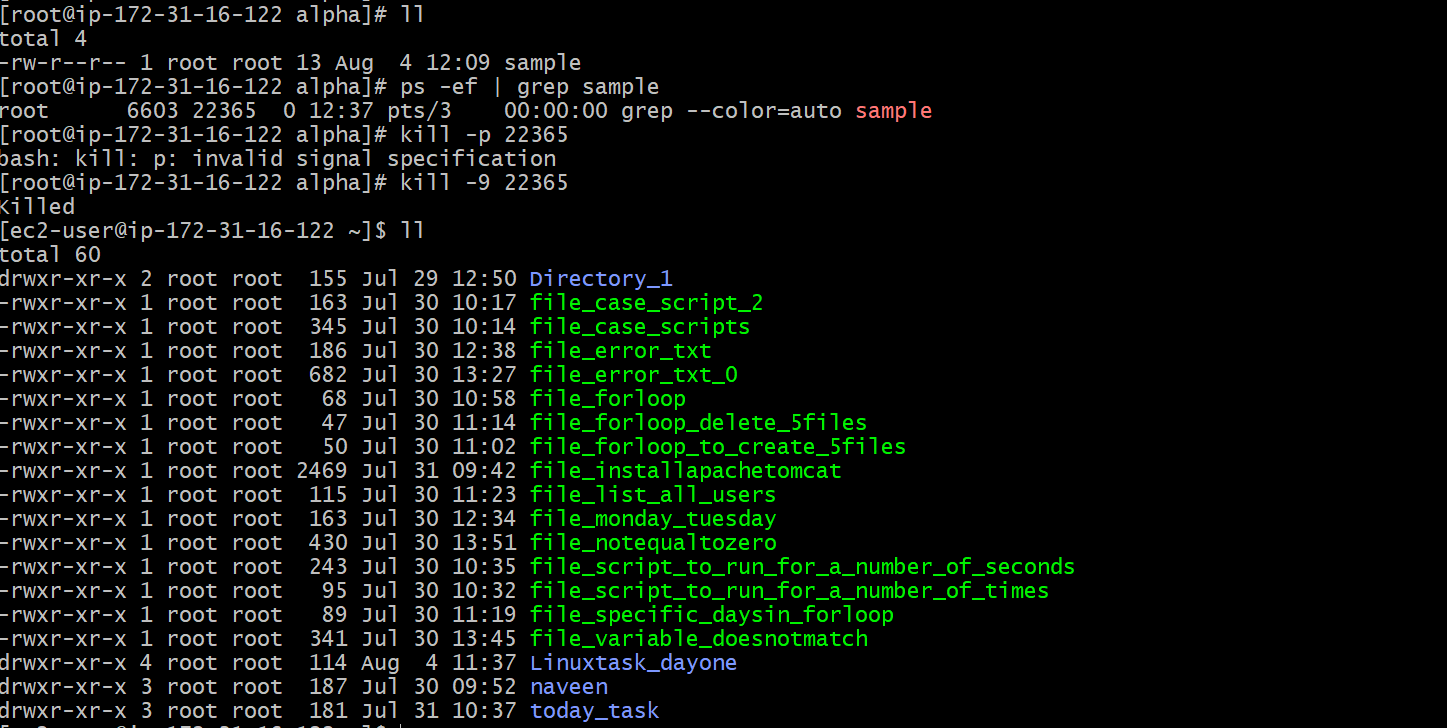 [root@ip-172-31-16-122 alpha]# ll
total 4
-rw-r--r-- 1 root root 13 Aug  4 12:09 sample
[root@ip-172-31-16-122 alpha]# ps -ef | grep sample
root      6603 22365  0 12:37 pts/3    00:00:00 grep --color=auto sample
[root@ip-172-31-16-122 alpha]# kill -p 22365
bash: kill: p: invalid signal specification
[root@ip-172-31-16-122 alpha]# kill -9 22365
Killed
[ec2-user@ip-172-31-16-122 ~]$ ll
total 60
drwxr-xr-x 2 root root  155 Jul 29 12:50 Directory_1
-rwxr-xr-x 1 root root  163 Jul 30 10:17 file_case_script_2
-rwxr-xr-x 1 root root  345 Jul 30 10:14 file_case_scripts
-rwxr-xr-x 1 root root  186 Jul 30 12:38 file_error_txt
-rwxr-xr-x 1 root root  682 Jul 30 13:27 file_error_txt_0
-rwxr-xr-x 1 root root   68 Jul 30 10:58 file_forloop
-rwxr-xr-x 1 root root   47 Jul 30 11:14 file_forloop_delete_5files
-rwxr-xr-x 1 root root   50 Jul 30 11:02 file_forloop_to_create_5files
-rwxr-xr-x 1 root root 2469 Jul 31 09:42 file_installapachetomcat
-rwxr-xr-x 1 root root  115 Jul 30 11:23 file_list_all_users
-rwxr-xr-x 1 root root  163 Jul 30 12:34 file_monday_tuesday
-rwxr-xr-x 1 root root  430 Jul 30 13:51 file_notequaltozero
-rwxr-xr-x 1 root root  243 Jul 30 10:35 file_script_to_run_for_a_number_of_seconds
-rwxr-xr-x 1 root root   95 Jul 30 10:32 file_script_to_run_for_a_number_of_times
-rwxr-xr-x 1 root root   89 Jul 30 11:19 file_specific_daysin_forloop
-rwxr-xr-x 1 root root  341 Jul 30 13:45 file_variable_doesnotmatch
drwxr-xr-x 4 root root  114 Aug  4 11:37 Linuxtask_dayone
drwxr-xr-x 3 root root  187 Jul 30 09:52 naveen
drwxr-xr-x 3 root root  181 Jul 31 10:37 today_task